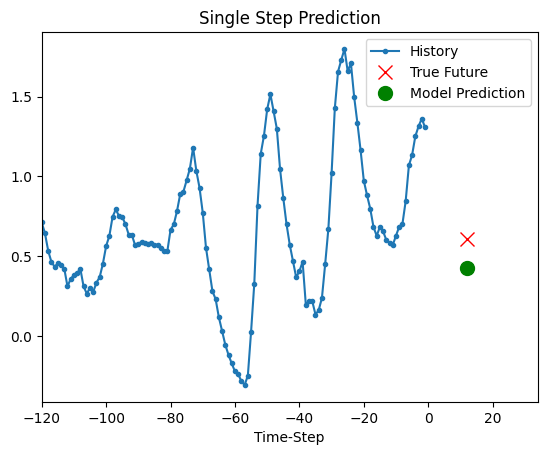 Single Step Prediction
History
True Future
Model Prediction
1.5
1.0
0.5
0.0
−120 −100 −80 −60 −40 −20 0 20
Time-Step